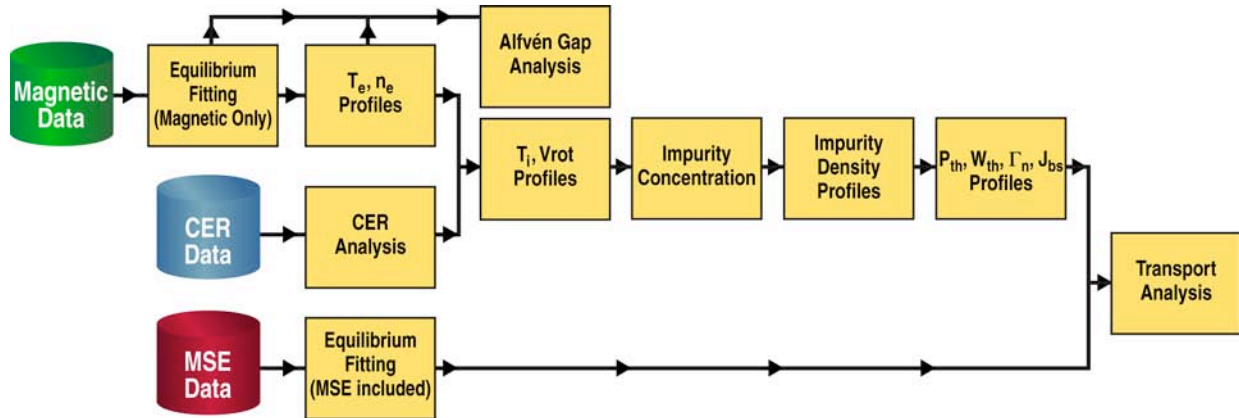 Magnetic
Data
Equilibrium
Fitting
(Magnetic Only)
Te, ne
Profiles
Alfvén Gap
Analysis
Ti, Vrot
Profiles
Impurity
Concentration
Impurity
Density
Profiles
Pth, Wth, Γn, Jbs
Profiles
CER
Data
CER
Analysis
Transport
Analysis
MSE
Data
Equilibrium
Fitting
(MSE included)